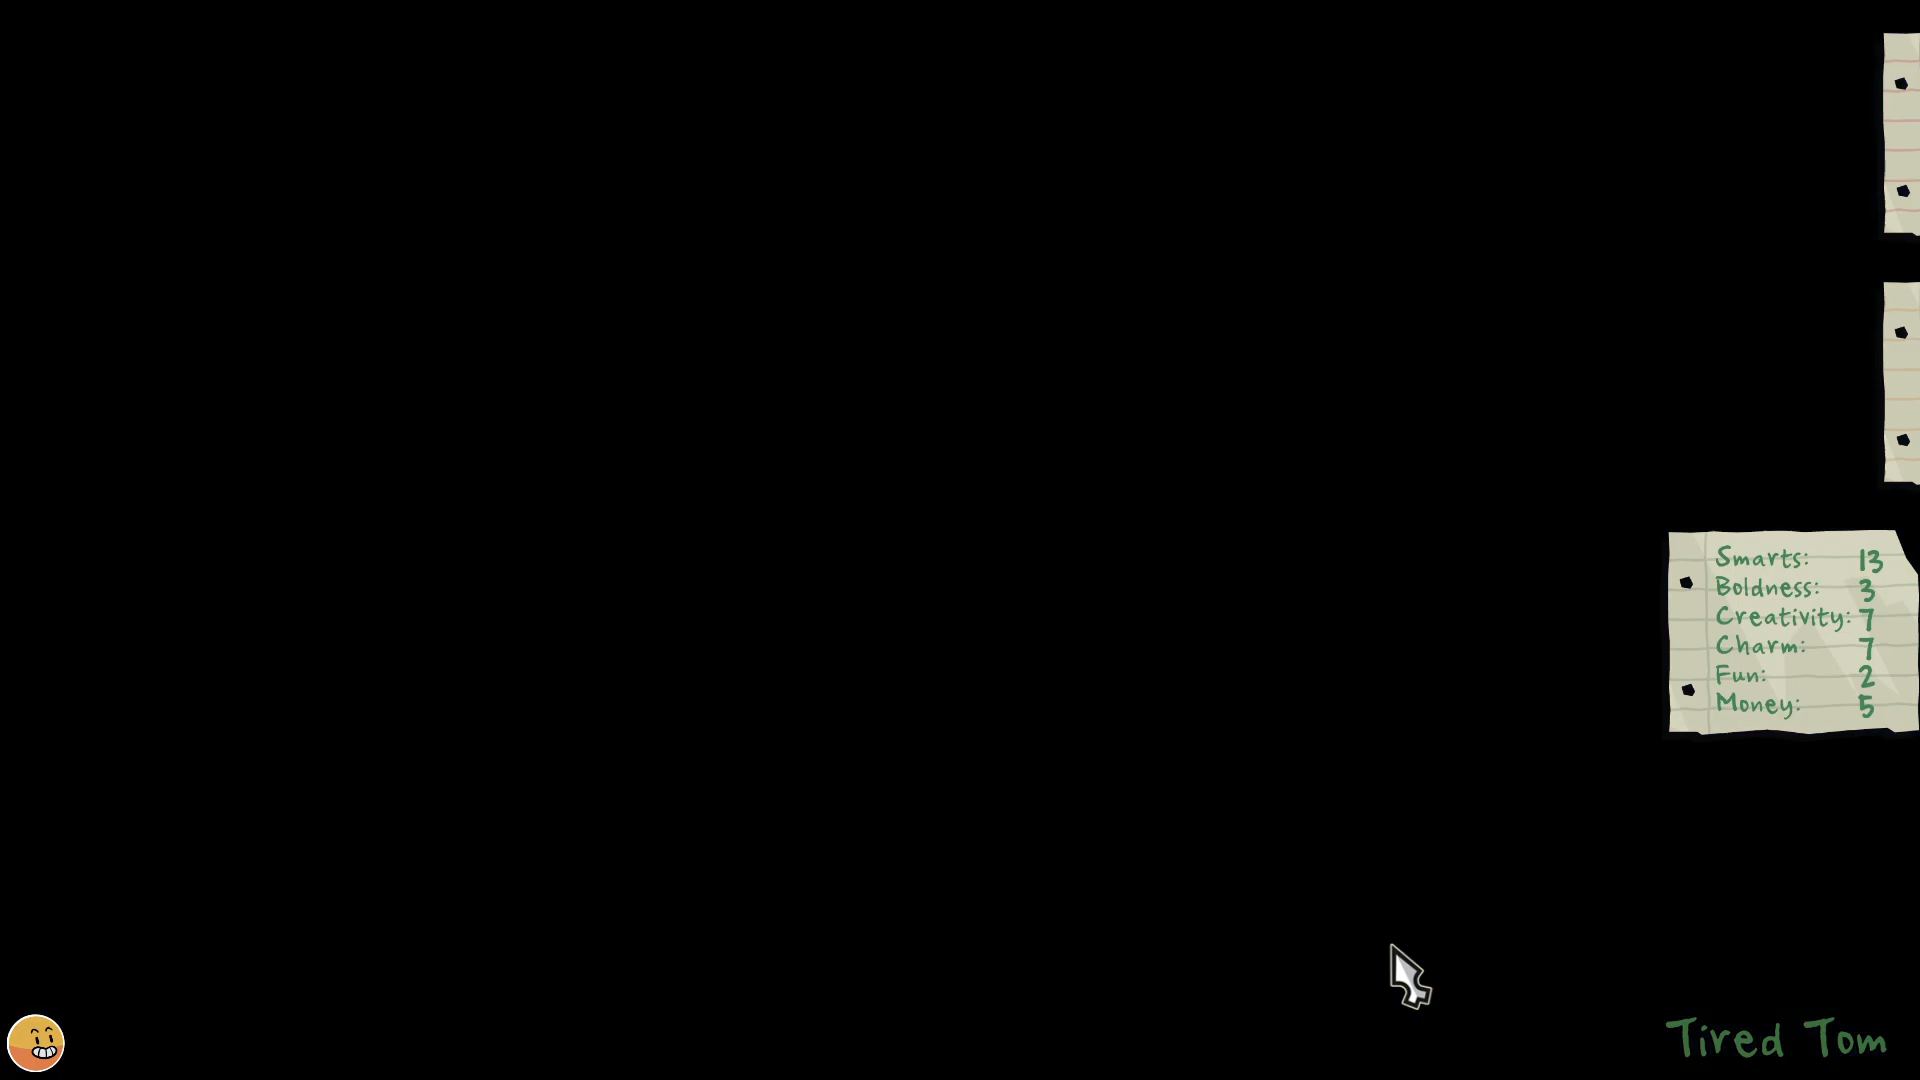 Smarts: 13
Boldness: 3
Creativity: 7
Charm: 7
Fun: 2
Money: 5
Tired Tom